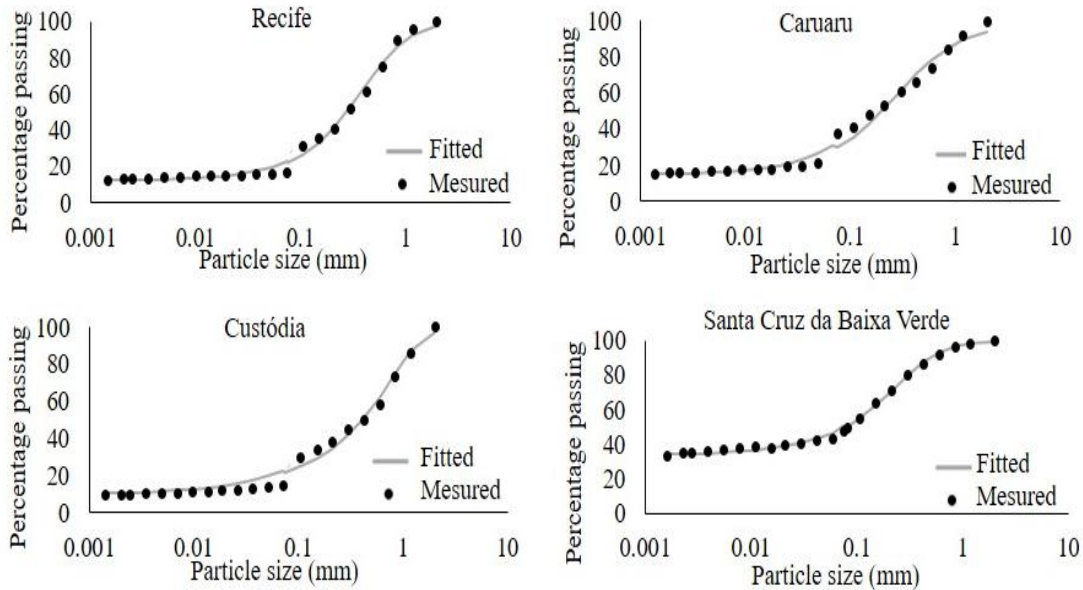 Recife
Percentage passing
100
80
60
40
20
0
Fitted
Mesured
0.001 0.01 0.1 1 10
Particle size (mm)
Caruaru
Percentage passing
100
80
60
40
20
0
Fitted
Mesured
0.001 0.01 0.1 1 10
Particle size (mm)
Custódia
Percentage passing
100
80
60
40
20
0
Fitted
Mesured
0.001 0.01 0.1 1 10
Particle size (mm)
Santa Cruz da Baixa Verde
Percentage passing
100
80
60
40
20
0
Fitted
Mesured
0.001 0.01 0.1 1 10
Particle size (mm)